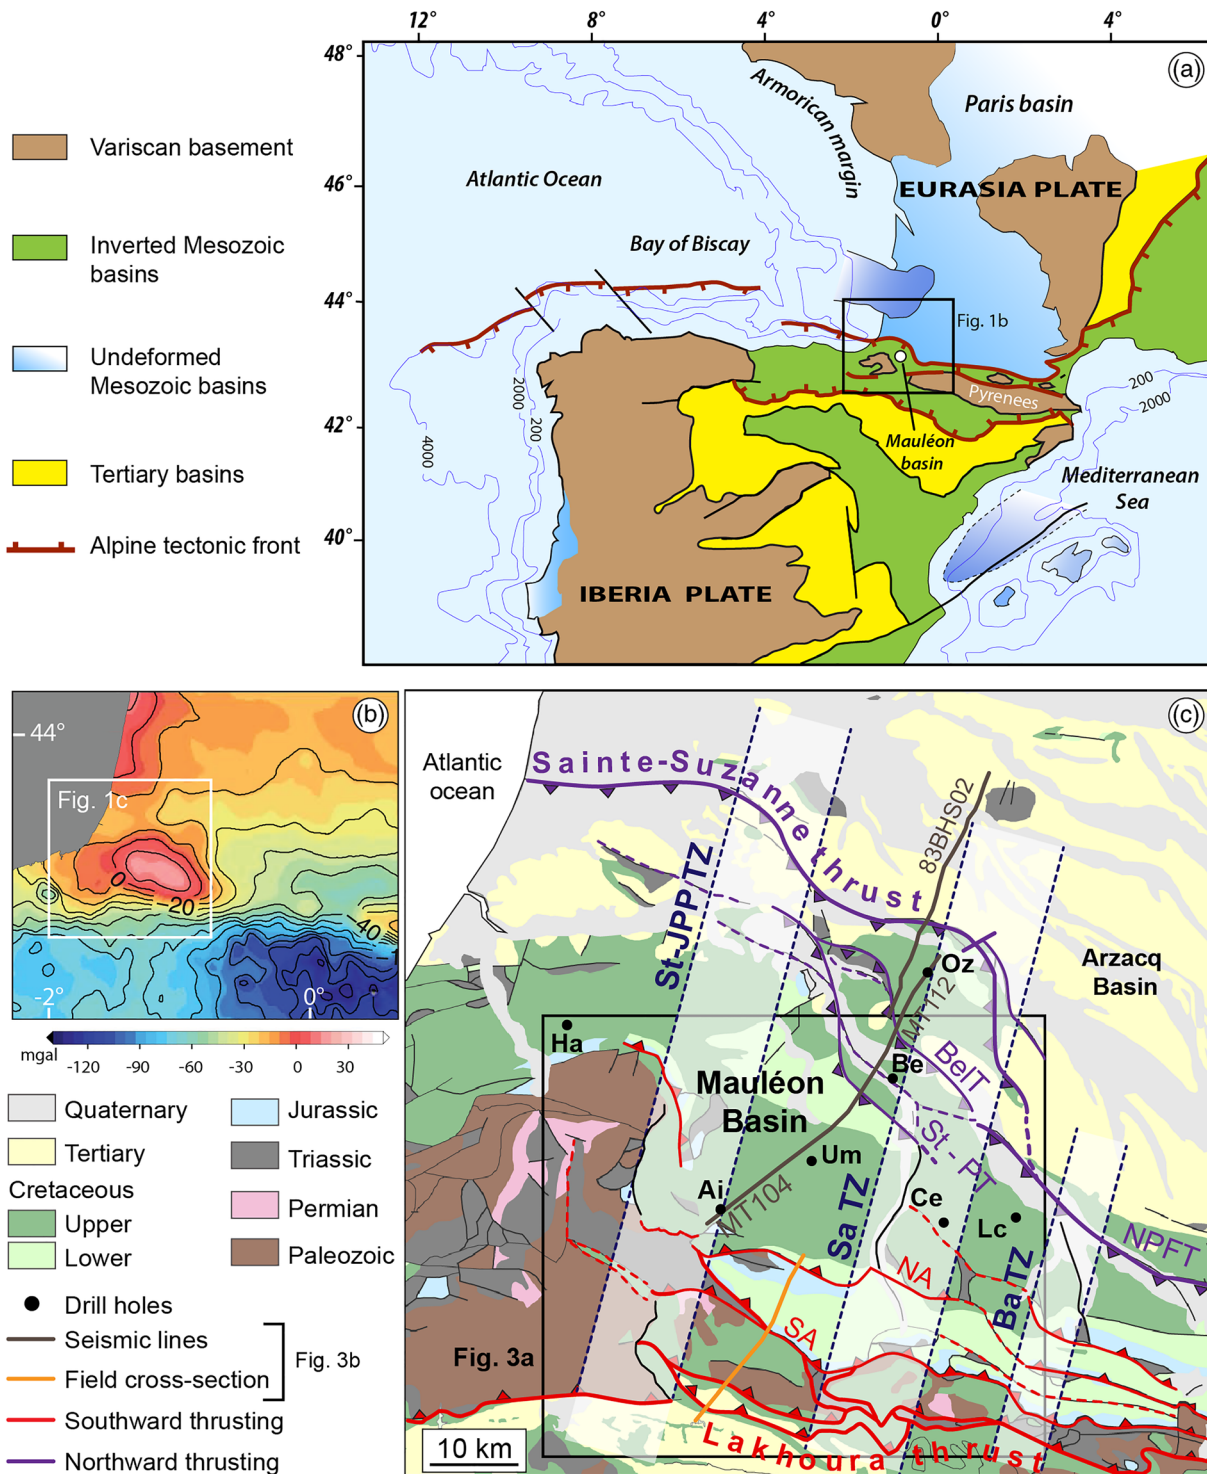 12°
8°
4°
0°
4°
48°
46°
44°
42°
40°
(a)
Armorican margin
Paris basin
Atlantic Ocean
EURASIA PLATE
Bay of Biscay
Fig. 1b
Pyrenees
200
2000
2000
200
4000
Mauléon
basin
Mediterranean
Sea
IBERIA PLATE
Variscan basement
Inverted Mesozoic
basins
Undeformed
Mesozoic basins
Tertiary basins
Alpine tectonic front
(b)
44°
Fig. 1c
0
-20
40
-2°
0°
mgal
-120
-90
-60
-30
0
30
Quaternary
Tertiary
Cretaceous
Upper
Lower
Jurassic
Triassic
Permian
Paleozoic
Drill holes
Seismic lines
Field cross-section
Fig. 3b
Southward thrusting
Northward thrusting
(c)
Atlantic
ocean
Sainte-Suzanne thrust
83BHS02
St-JPP TZ
Arzacq
Basin
Oz
MT112
Ha
Be
BelT
Mauléon
Basin
St-PT
Um
Ai
MT104
Sa TZ
Ce
Lc
NPFT
NA
Ba TZ
SA
Fig. 3a
Lakhoura thrust
10 km